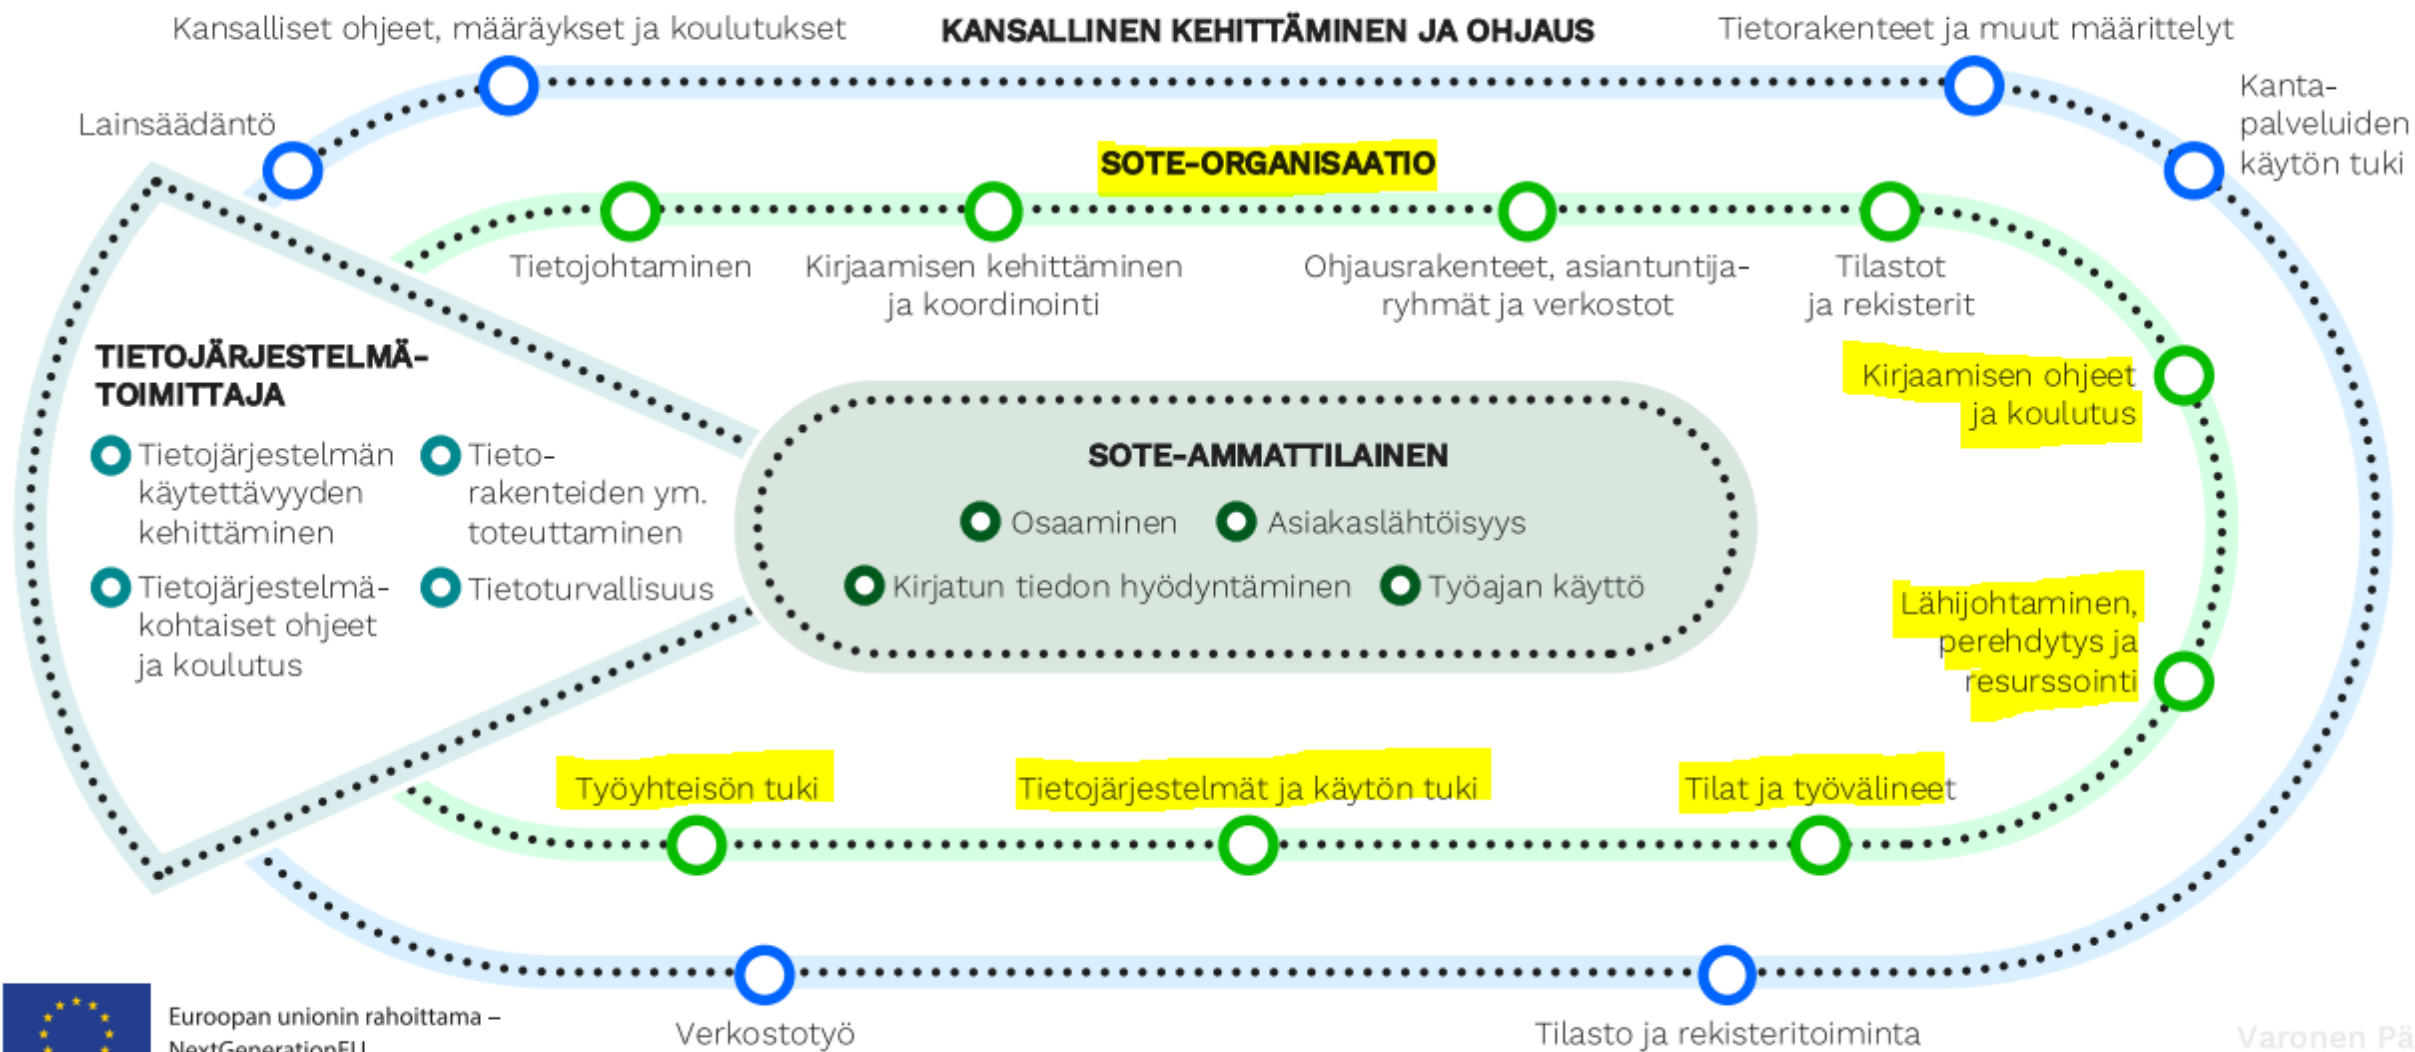 Kansalliset ohjeet, määräykset ja koulutukset
KANSALLINEN KEHITTÄMINEN JA OHJAUS
Tietorakenteet ja muut määrittelyt
Kanta-
palveluiden
käytön tuki
Lainsäädäntö
SOTE-ORGANISAATIO
Tietojohtaminen
Kirjaamisen kehittäminen
ja koordinointi
Ohjausrakenteet, asiantuntija-
ryhmät ja verkostot
Tilastot
ja rekisterit
Kirjaamisen ohjeet
ja koulutus
TIETOJÄRJESTELMÄ-
TOIMITTAJA
Tietojärjestelmän
käytettävyyden
kehittäminen
Tieto-
rakenteiden ym.
toteuttaminen
Tietojärjestelmä-
kohtaiset ohjeet
ja koulutus
Tietoturvallisuus
SOTE-AMMATTILAINEN
Osaaminen
Asiakaslähtöisyys
Kirjatun tiedon hyödyntäminen
Työajan käyttö
Lähijohtaminen,
perehdytys ja
resurssointi
Työyhteisön tuki
Tietojärjestelmät ja käytön tuki
Tilat ja työvälineet
Verkostotyö
Tilasto ja rekisteritoiminta
Euroopan unionin rahoittama –
NextGenerationEU
Varonen Pä